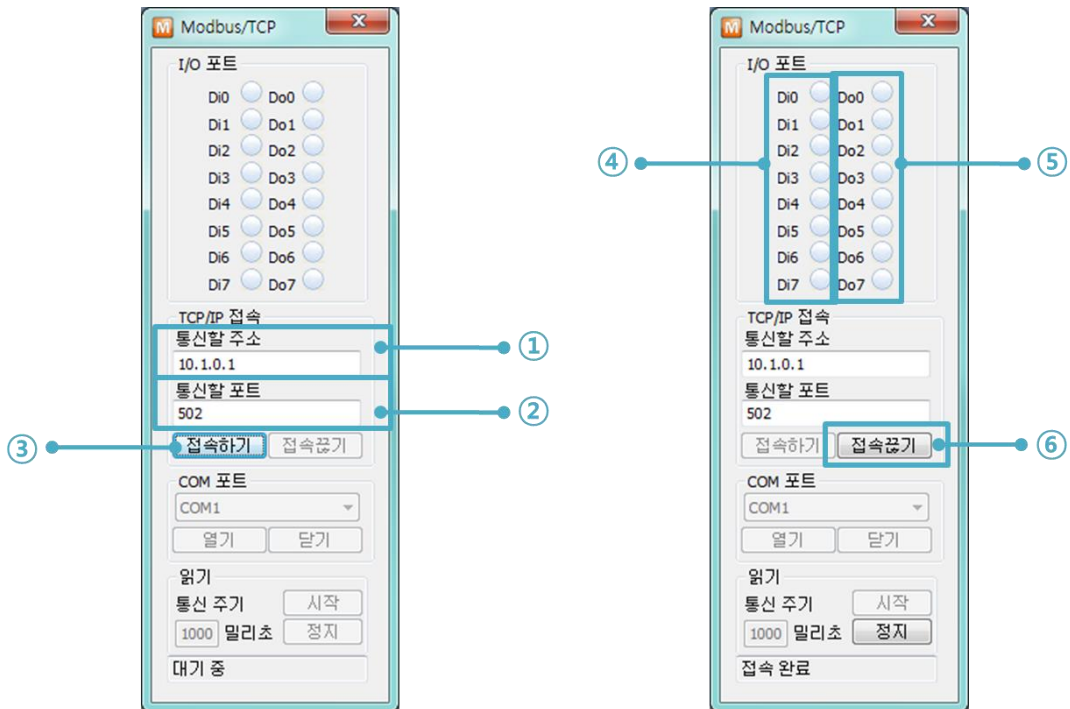 Modbus/TCP
I/O 포트
Di0 Do0
Di1 Do1
Di2 Do2
Di3 Do3
Di4 Do4
Di5 Do5
Di6 Do6
Di7 Do7
TCP/IP 접속
통신할 주소
10.1.0.1
①
통신할 포트
502
②
③
접속하기 접속끊기
COM 포트
COM1
열기 닫기
읽기
통신 주기 시작
1000 밀리초 정지
대기 중
Modbus/TCP
I/O 포트
Di0 Do0
Di1 Do1
Di2 Do2
④
⑤
Di3 Do3
Di4 Do4
Di5 Do5
Di6 Do6
Di7 Do7
TCP/IP 접속
통신할 주소
10.1.0.1
통신할 포트
502
접속하기 접속끊기
⑥
COM 포트
COM1
열기 닫기
읽기
통신 주기 시작
1000 밀리초 정지
접속 완료